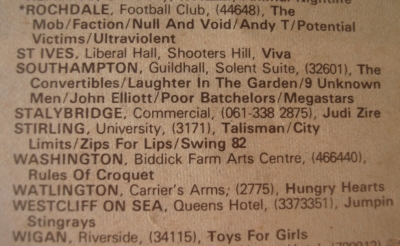 *ROCHDALE, Football Club, (44648), The
Mob/Faction/Null And Void/Andy T/Potential
Victims/Ultraviolent
ST IVES, Liberal Hall, Shooters Hill, Viva
SOUTHAMPTON, Guildhall, Solent Suite, (32601), The
Convertibles/Laughter In The Garden/9 Unknown
Men/John Elliott/Poor Batchelors/Megastars
STALYBRIDGE, Commercial, (061-338 2875), Judi Zire
STIRLING, University, (3171), Talisman/City
Limits/Zips For Lips/Swing 82
WASHINGTON, Biddick Farm Arts Centre, (466440),
Rules Of Croquet
WATLINGTON, Carrier's Arms; (2775), Hungry Hearts
WESTCLIFF ON SEA, Queens Hotel, (3373351), Jumpin
Stingrays
WIGAN, Riverside, (34115), Toys For Girls